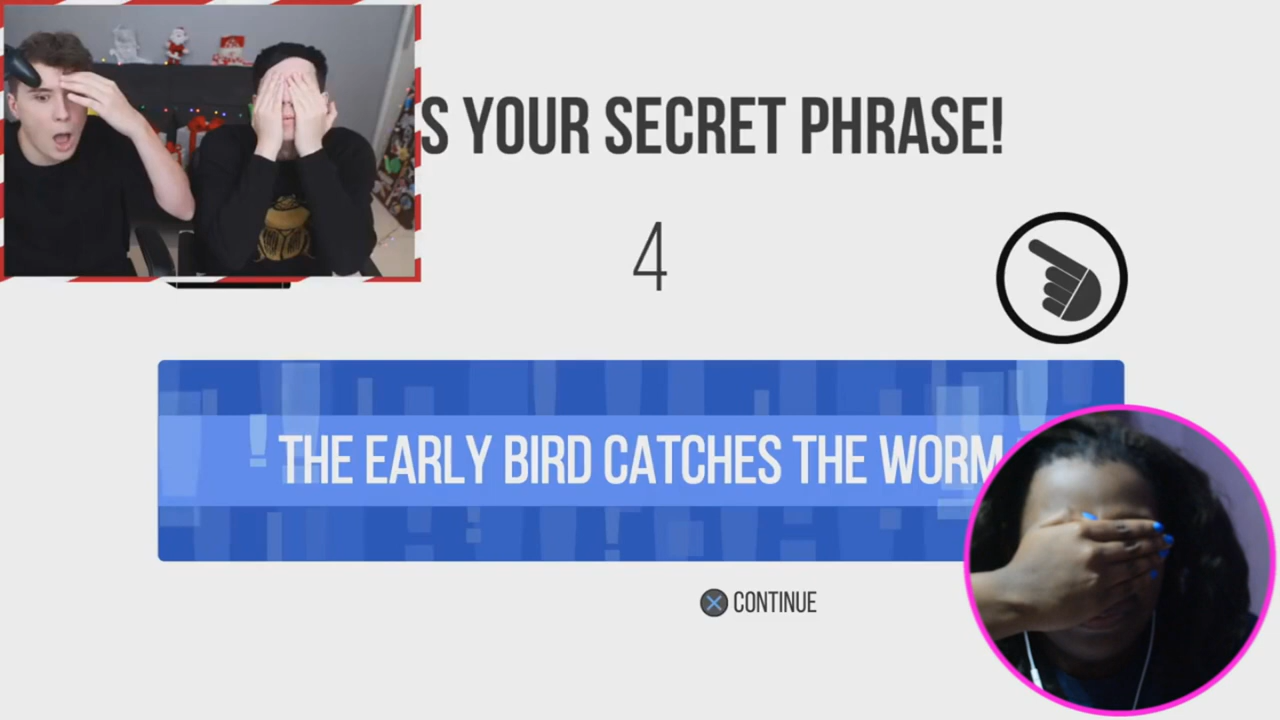 S YOUR SECRET PHRASE!
4
THE EARLY BIRD CATCHES THE WORM
CONTINUE